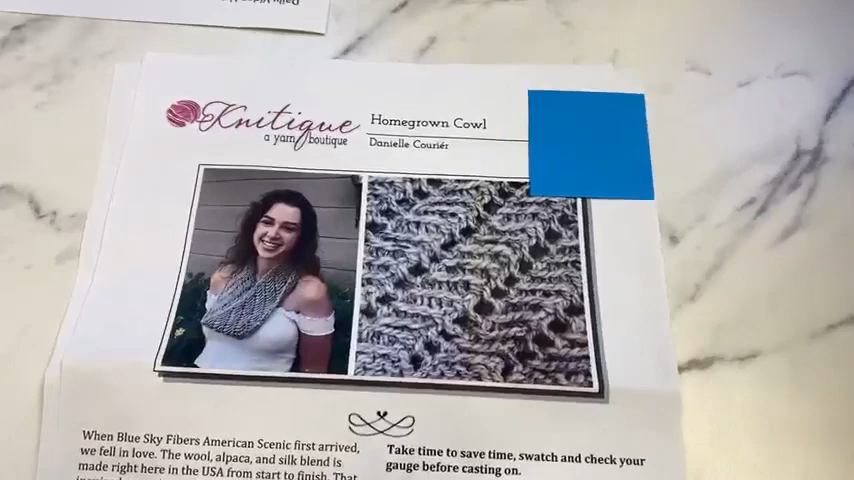 Knitique
a yarn boutique
Homegrown Cowl
Danielle Couriér
When Blue Sky Fibers American Scenic first arrived,
we fell in love. The wool, alpaca, and silk blend is
made right here in the USA from start to finish. That
Take time to save time, swatch and check your
gauge before casting on.